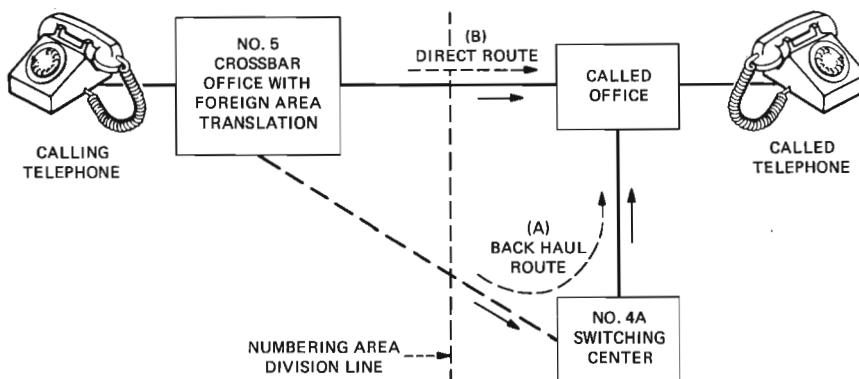 NO. 5
CROSSBAR
OFFICE WITH
FOREIGN AREA
TRANSLATION
(B)
DIRECT ROUTE
CALLED
OFFICE
CALLING
TELEPHONE
CALLED
TELEPHONE
(A)
BACK HAUL
ROUTE
NO. 4A
SWITCHING
CENTER
NUMBERING AREA
DIVISION LINE